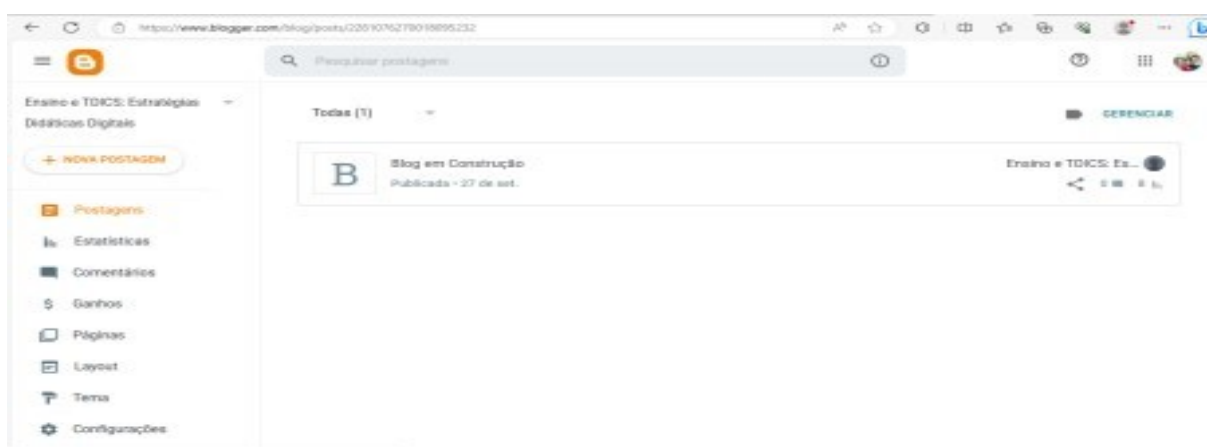 Pesquisar postagens
Ensino e TDICS: Estratégias
Didáticas Digitais
Todas (1)
GERENCIAR
+ NOVA POSTAGEM
B
Blog em Construção
Publicada • 27 de set.
Ensino e TDICS: Es...
Postagens
Estatísticas
Comentários
$ Ganhos
Páginas
Layout
Tema
Configurações